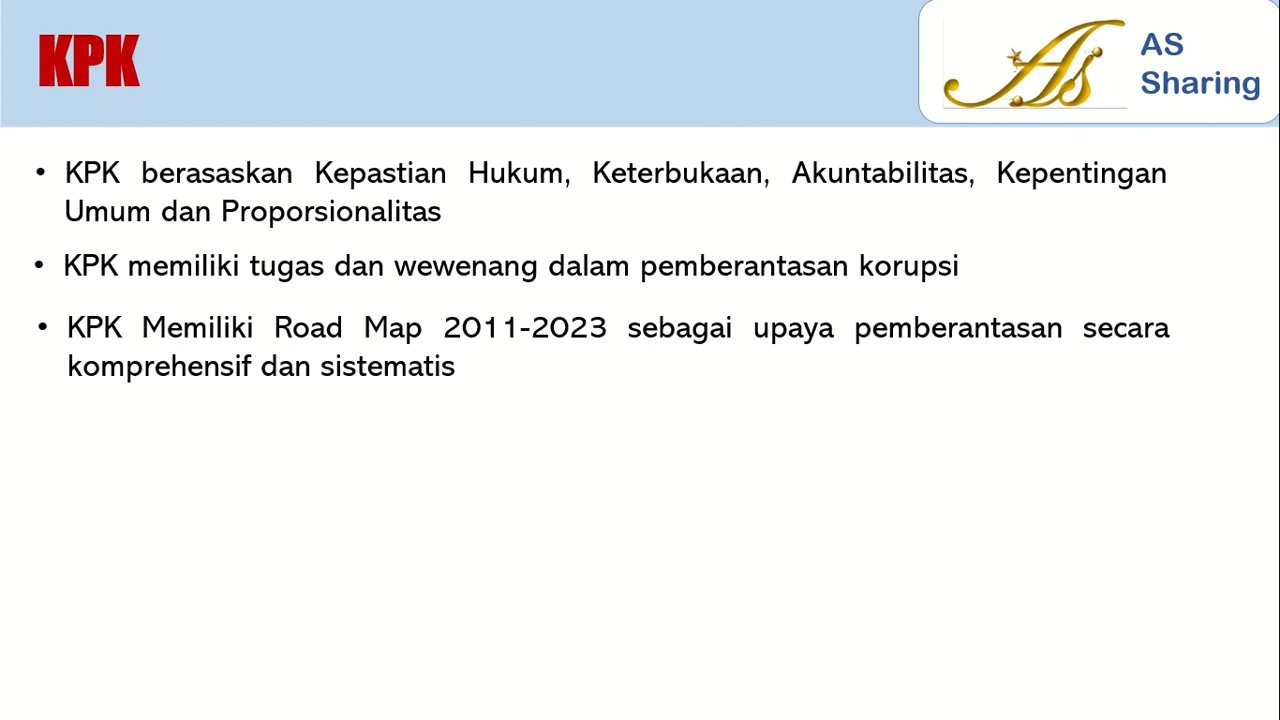 KPK
As
AS
Sharing
• KPK berasaskan Kepastian Hukum, Keterbukaan, Akuntabilitas, Kepentingan
Umum dan Proporsionalitas
• KPK memiliki tugas dan wewenang dalam pemberantasan korupsi
• KPK Memiliki Road Map 2011-2023 sebagai upaya pemberantasan secara
komprehensif dan sistematis